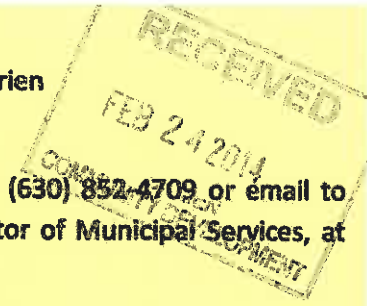 rien
RECEIVED
FEB 24 2014
COMMUNITY DEVELOPMENT
(630) 852-4709 or email to
tor of Municipal Services, at